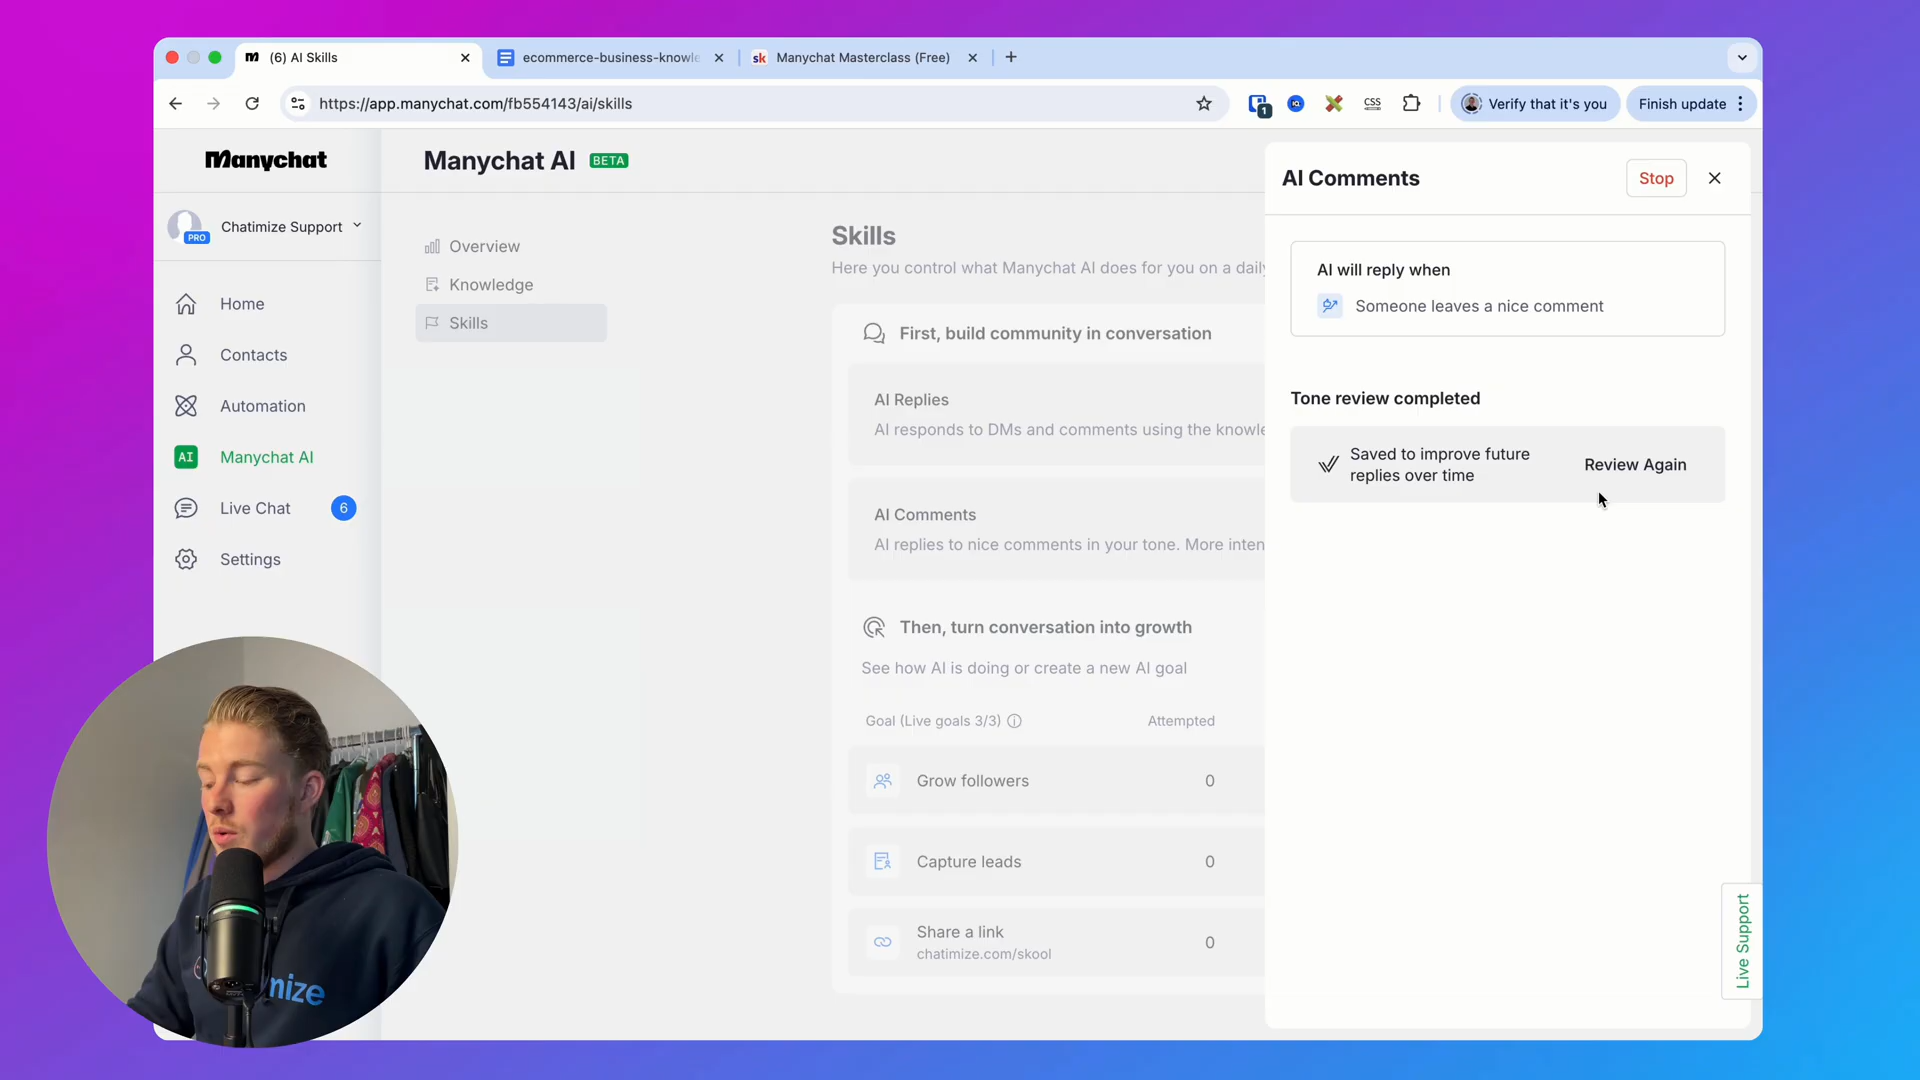 (6) AI Skills
ecommerce-business-knowle
sk
Manychat Masterclass (Free)
https://app.manychat.com/fb554143/ai/skills
1
CSS
Verify that it's you
Finish update
Manychat
Manychat AI
BETA
PRO
Chatimize Support
Home
Contacts
Automation
AI
Manychat AI
Live Chat
6
Settings
Overview
Knowledge
Skills
Skills
Here you control what Manychat AI does for you on a daily
First, build community in conversation
AI Replies
AI responds to DMs and comments using the knowle
AI Comments
AI replies to nice comments in your tone. More inten
Then, turn conversation into growth
See how AI is doing or create a new AI goal
Goal (Live goals 3/3)
Attempted
Grow followers
0
Capture leads
0
Share a link
chatimize.com/skool
0
AI Comments
Stop
AI will reply when
Someone leaves a nice comment
Tone review completed
Saved to improve future
replies over time
Review Again
Live Support
mize